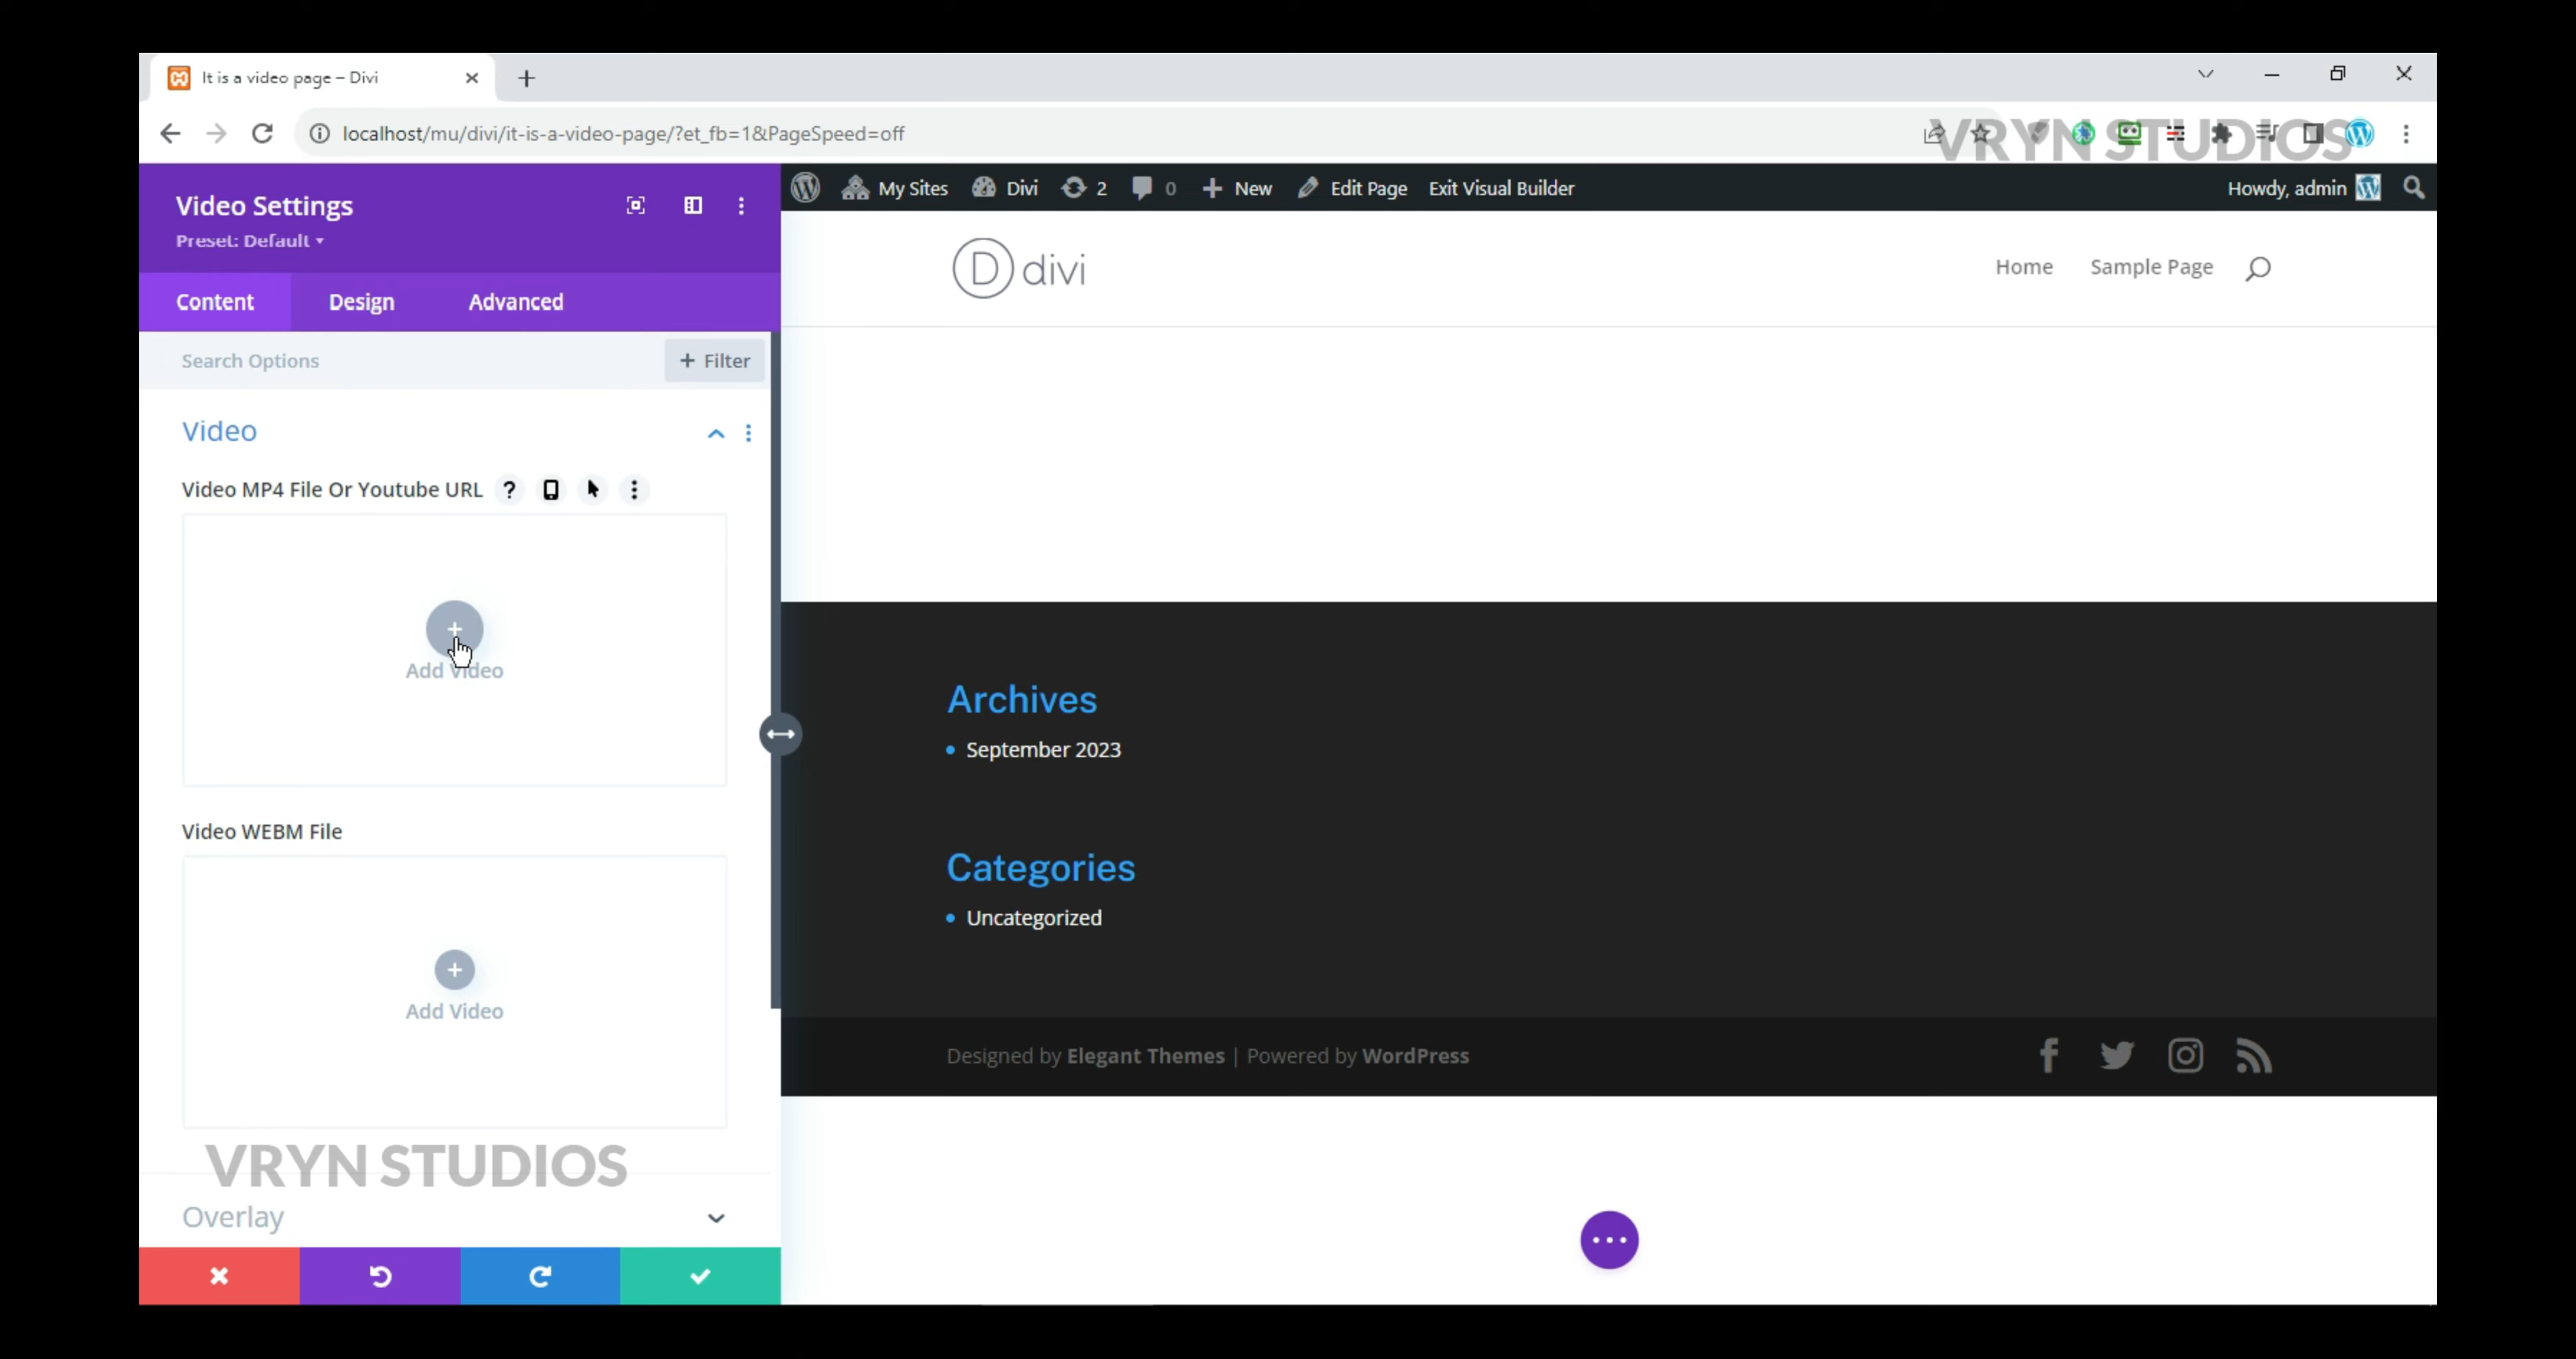 It is a video page – Divi
localhost/mu/divi/it-is-a-video-page/?et_fb=1&PageSpeed=off
VRYN STUDIOS
Video Settings
Preset: Default
Content Design Advanced
Search Options
+ Filter
Video
Video MP4 File Or Youtube URL ?
Add Video
Video WEBM File
Add Video
VRYN STUDIOS
Overlay
My Sites Divi 2 0 New Edit Page Exit Visual Builder
Howdy, admin
D divi
Home Sample Page
Archives
September 2023
Categories
Uncategorized
Designed by Elegant Themes | Powered by WordPress